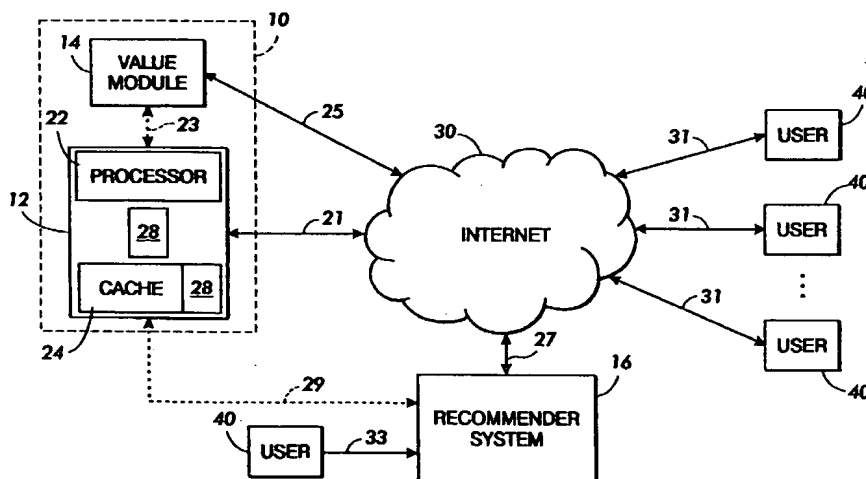 10
14
VALUE
MODULE
23
25
22
PROCESSOR
12
28
CACHE
28
24
21
30
INTERNET
31
USER
40
31
USER
40
31
USER
40
27
16
29
RECOMMENDER
SYSTEM
40
USER
33